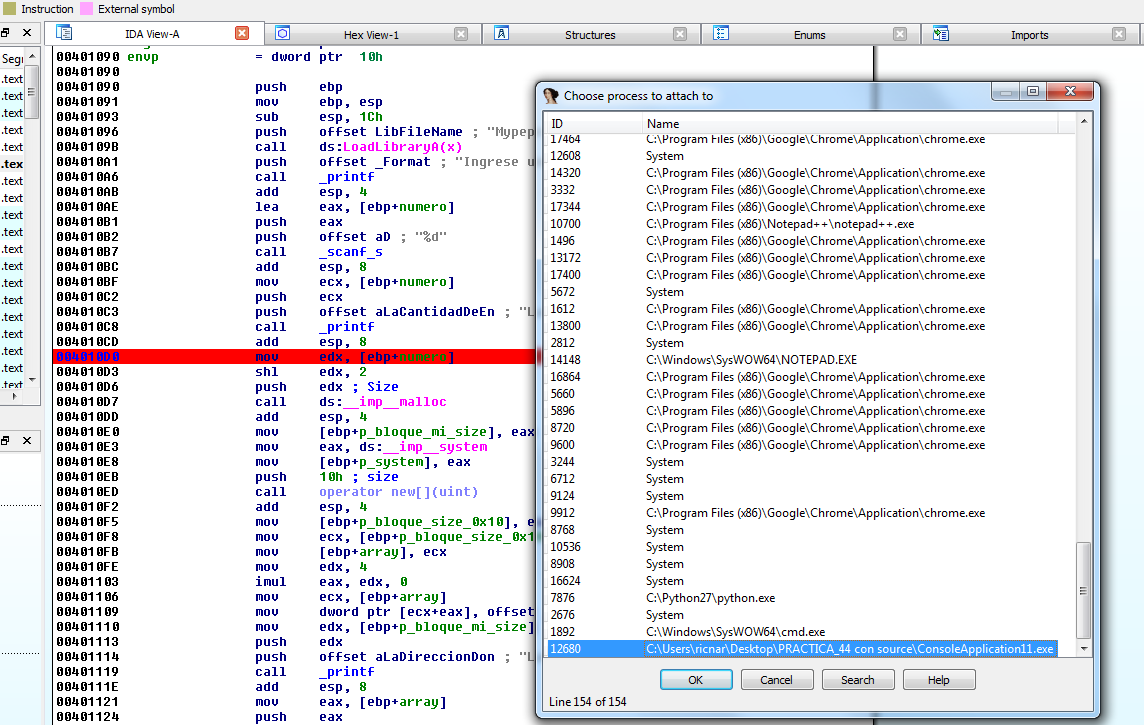 Instruction External symbol
IDA View-A Hex View-1 Structures Enums Imports
Seg
.text
.text
.text
.text
.text
.tex
.text
.text
.text
.text
.text
.text
.text
.text
.text
.text
.text
.text
.text
00401090 envp = dword ptr 10h
00401090
00401090 push ebp
00401091 mov ebp, esp
00401093 sub esp, 1Ch
00401096 push offset LibFileName ; "Mypep
0040109B call ds:LoadLibraryA(x)
004010A1 push offset _Format ; "Ingrese u
004010A6 call _printf
004010AB add esp, 4
004010AE lea eax, [ebp+numero]
004010B1 push eax
004010B2 push offset aD ; "%d"
004010B7 call _scanf_s
004010BC add esp, 8
004010BF mov ecx, [ebp+numero]
004010C2 push ecx
004010C3 push offset aLaCantidadDeEn ; "L
004010C8 call _printf
004010CD add esp, 8
004010D0 mov edx, [ebp+numero]
004010D3 shl edx, 2
004010D6 push edx ; Size
004010D7 call ds:__imp__malloc
004010DD add esp, 4
004010E0 mov [ebp+p_bloque_mi_size], eax
004010E3 mov eax, ds:__imp__system
004010E8 mov [ebp+p_system], eax
004010EB push 10h ; size
004010ED call operator new[](uint)
004010F2 add esp, 4
004010F5 mov [ebp+p_bloque_size_0x10], e
004010F8 mov ecx, [ebp+p_bloque_size_0x1
004010FB mov [ebp+array], ecx
004010FE mov edx, 4
00401103 imul eax, edx, 0
00401106 mov ecx, [ebp+array]
00401109 mov dword ptr [ecx+eax], offset
00401110 mov edx, [ebp+p_bloque_mi_size]
00401113 push edx
00401114 push offset aLaDireccionDon ; "L
00401119 call _printf
0040111E add esp, 8
00401121 mov eax, [ebp+array]
00401124 push eax
Choose process to attach to
ID Name
17464 C:\Program Files (x86)\Google\Chrome\Application\chrome.exe
12608 System
14320 C:\Program Files (x86)\Google\Chrome\Application\chrome.exe
3332 C:\Program Files (x86)\Google\Chrome\Application\chrome.exe
17344 C:\Program Files (x86)\Google\Chrome\Application\chrome.exe
10700 C:\Program Files (x86)\Notepad++\notepad++.exe
1496 C:\Program Files (x86)\Google\Chrome\Application\chrome.exe
13172 C:\Program Files (x86)\Google\Chrome\Application\chrome.exe
17400 C:\Program Files (x86)\Google\Chrome\Application\chrome.exe
5672 System
1612 C:\Program Files (x86)\Google\Chrome\Application\chrome.exe
13800 C:\Program Files (x86)\Google\Chrome\Application\chrome.exe
2812 System
14148 C:\Windows\SysWOW64\NOTEPAD.EXE
16864 C:\Program Files (x86)\Google\Chrome\Application\chrome.exe
5660 C:\Program Files (x86)\Google\Chrome\Application\chrome.exe
5896 C:\Program Files (x86)\Google\Chrome\Application\chrome.exe
8720 C:\Program Files (x86)\Google\Chrome\Application\chrome.exe
9600 C:\Program Files (x86)\Google\Chrome\Application\chrome.exe
3244 System
6712 System
9124 System
9912 C:\Program Files (x86)\Google\Chrome\Application\chrome.exe
8768 System
10536 System
8908 System
16624 System
7876 C:\Python27\python.exe
2676 System
1892 C:\Windows\SysWOW64\cmd.exe
12680 C:\Users\ricnar\Desktop\PRACTICA_44 con source\ConsoleApplication11.exe
OK Cancel Search Help
Line 154 of 154